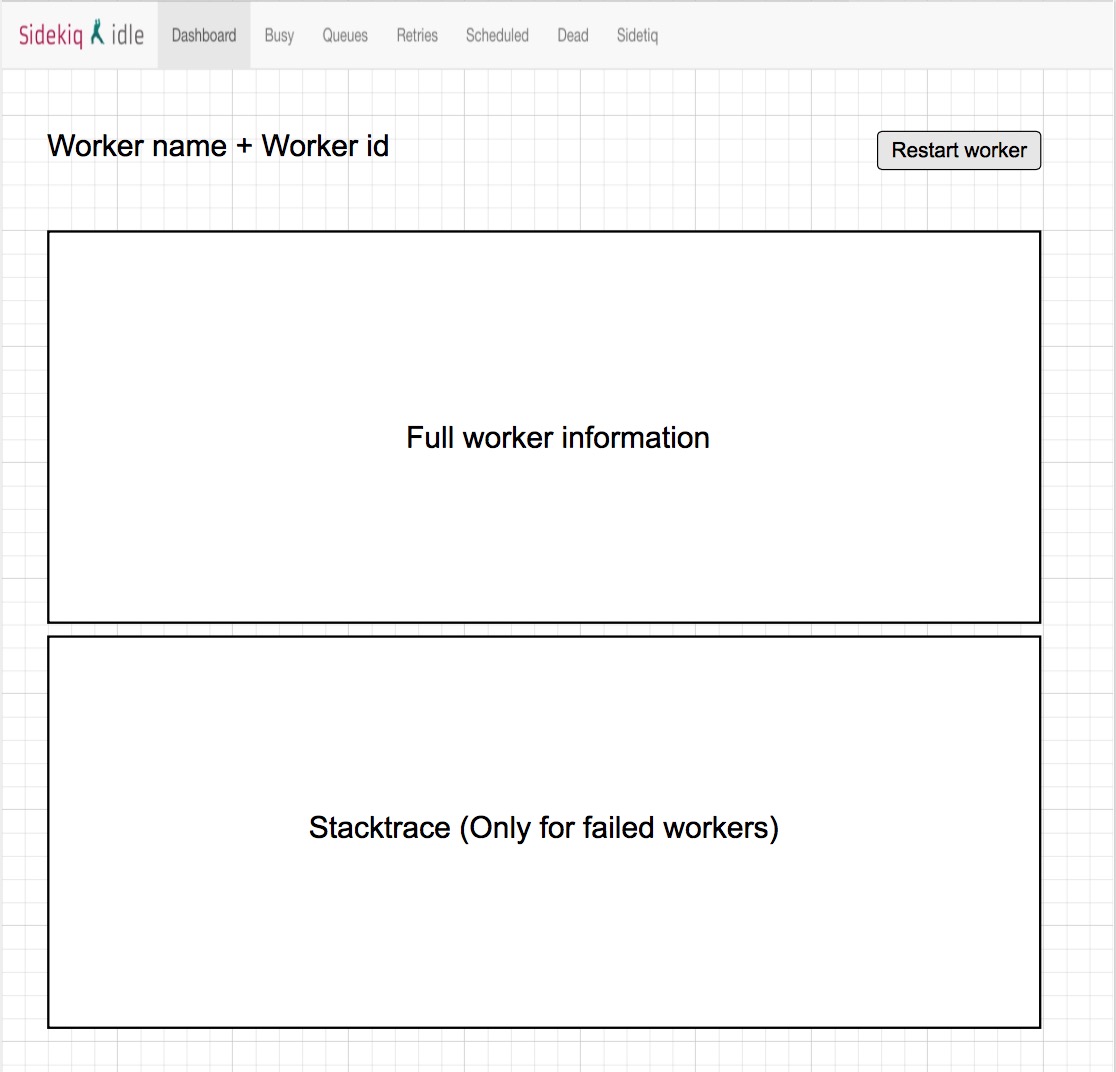 Sidekiq idle Dashboard Busy Queues Retries Scheduled Dead Sidetiq
Worker name + Worker id Restart worker
Full worker information
Stacktrace (Only for failed workers)